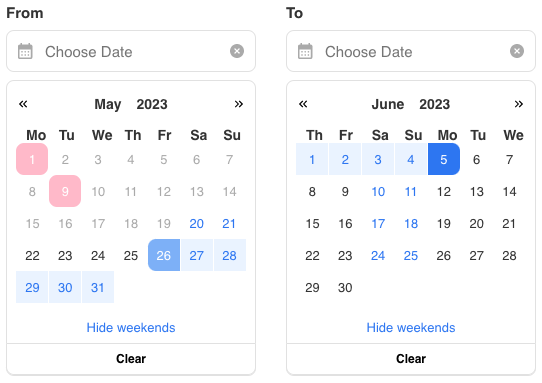 From
Choose Date
« May 2023 »
Mo Tu We Th Fr Sa Su
1 2 3 4 5 6 7
8 9 10 11 12 13 14
15 16 17 18 19 20 21
22 23 24 25 26 27 28
29 30 31
Hide weekends
Clear
To
Choose Date
« June 2023 »
Th Fr Sa Su Mo Tu We
1 2 3 4 5 6 7
8 9 10 11 12 13 14
15 16 17 18 19 20 21
22 23 24 25 26 27 28
29 30
Hide weekends
Clear